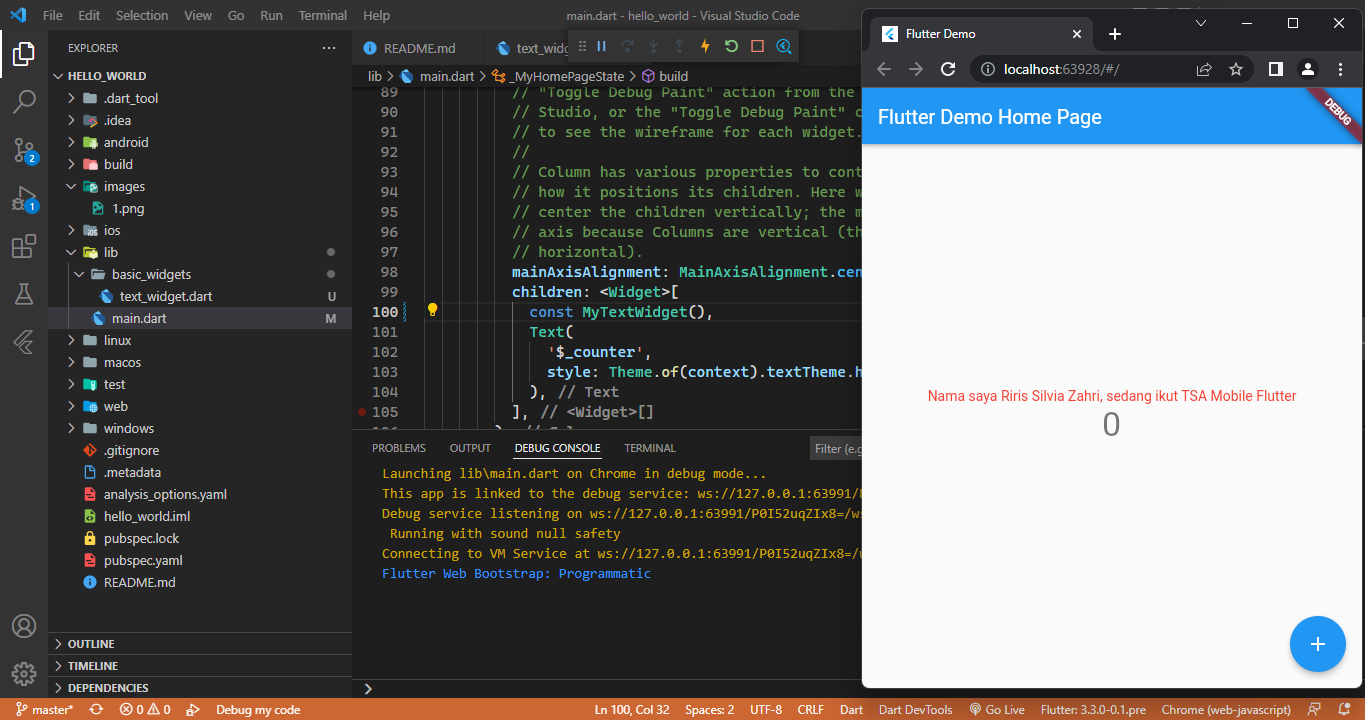 File Edit Selection View Go Run Terminal Help
main.dart - hello_world - Visual Studio Code
EXPLORER
HELLO_WORLD
.dart_tool
.idea
android
build
images
1.png
ios
lib
basic_widgets
text_widget.dart U
main.dart M
linux
macos
test
web
windows
.gitignore
.metadata
analysis_options.yaml
hello_world.iml
pubspec.lock
pubspec.yaml
README.md
OUTLINE
TIMELINE
DEPENDENCIES
2
1
README.md
lib > main.dart > _MyHomePageState > build
89 // "Toggle Debug Paint" action from the
90 // Studio, or the "Toggle Debug Paint" c
91 // to see the wireframe for each widget.
92 //
93 // Column has various properties to cont
94 // how it positions its children. Here w
95 // center the children vertically; the m
96 // axis because Columns are vertical (th
97 // horizontal).
98 mainAxisAlignment: MainAxisAlignment.cen
99 children: <Widget>[
100 const MyTextWidget(),
101 Text(
102 '$_counter',
103 style: Theme.of(context).textTheme.h
104 ), // Text
105 ], // <Widget>[]
PROBLEMS OUTPUT DEBUG CONSOLE TERMINAL
Filter (e.g
Launching lib\main.dart on Chrome in debug mode...
This app is linked to the debug service: ws://127.0.0.1:63991/
Debug service listening on ws://127.0.0.1:63991/P0I52uqZIx8=/ws
Running with sound null safety
Connecting to VM Service at ws://127.0.0.1:63991/P0I52uqZIx8=/
Flutter Web Bootstrap: Programmatic
Flutter Demo
localhost:63928/#/
Flutter Demo Home Page
DEBUG
Nama saya Riris Silvia Zahri, sedang ikut TSA Mobile Flutter
0
master* 0 0 Debug my code Ln 100, Col 32 Spaces: 2 UTF-8 CRLF Dart Dart DevTools Go Live Flutter: 3.3.0-0.1.pre Chrome (web-javascript)